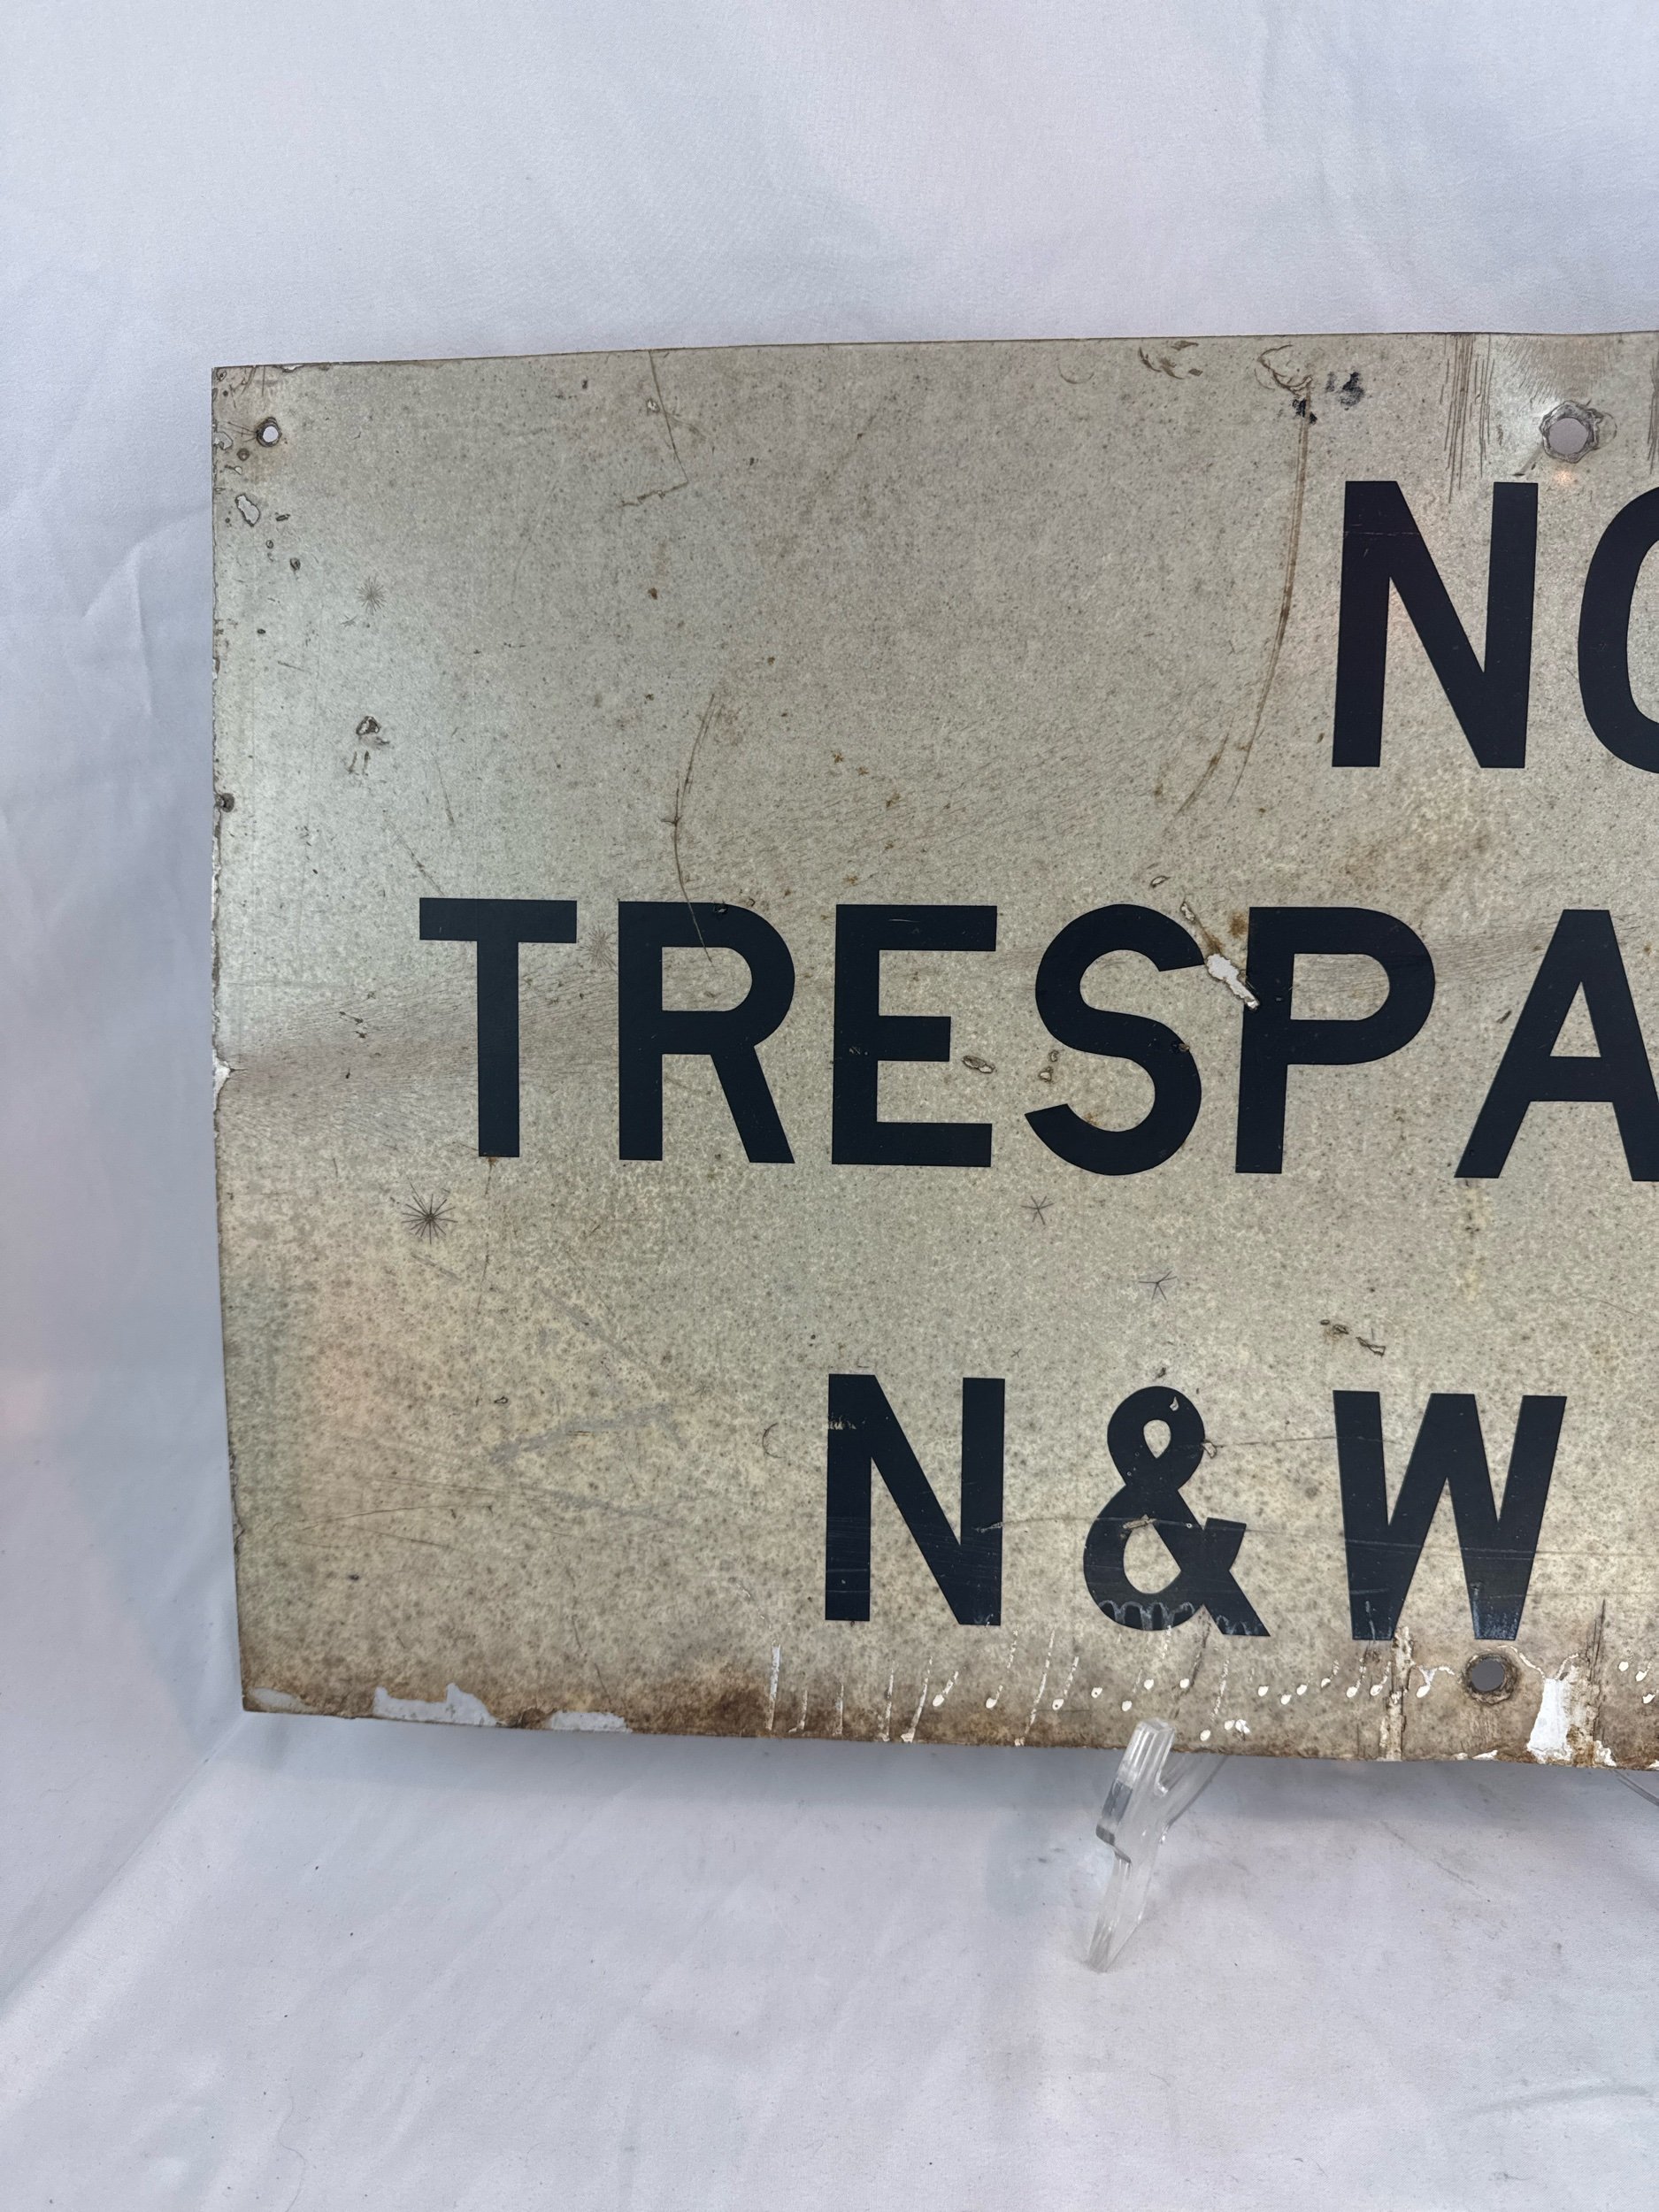 NO
TRESPA
N & W